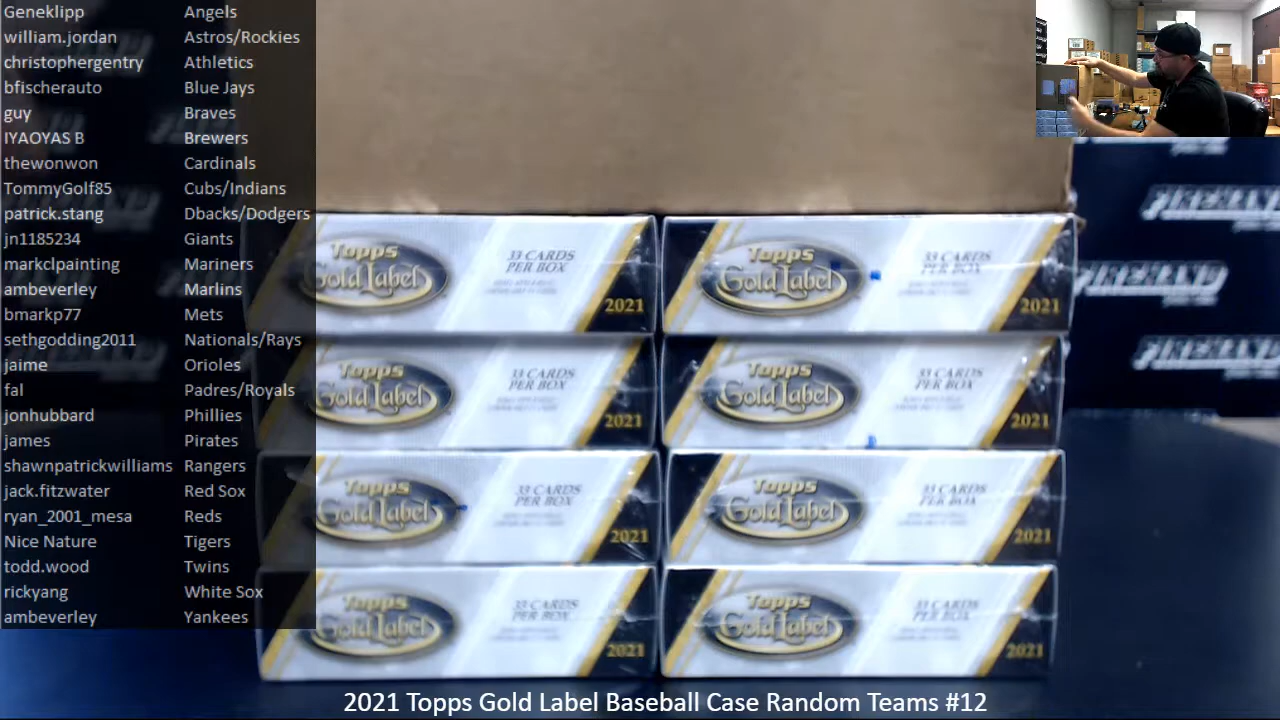 Geneklipp Angels
william.jordan Astros/Rockies
christophergentry Athletics
bfischerauto Blue Jays
guy Braves
IYAOYAS B Brewers
thewonwon Cardinals
TommyGolf85 Cubs/Indians
patrick.stang Dbacks/Dodgers
jn1185234 Giants
markclpainting Mariners
ambeverley Marlins
bmarkp77 Mets
sethgodding2011 Nationals/Rays
jaime Orioles
fal Padres/Royals
jonhubbard Phillies
james Pirates
shawnpatrickwilliams Rangers
jack.fitzwater Red Sox
ryan_2001_mesa Reds
Nice Nature Tigers
todd.wood Twins
rickyang White Sox
ambeverley Yankees
Topps
Gold Label
33 CARDS
PER BOX
2021
Topps
Gold Label
33 CARDS
PER BOX
2021
Topps
Gold Label
33 CARDS
PER BOX
2021
Topps
Gold Label
33 CARDS
PER BOX
2021
Topps
Gold Label
33 CARDS
PER BOX
2021
Topps
Gold Label
33 CARDS
PER BOX
2021
Topps
Gold Label
33 CARDS
PER BOX
2021
Topps
Gold Label
33 CARDS
PER BOX
2021
FIREHAND
FIREHAND
FIREHAND
2021 Topps Gold Label Baseball Case Random Teams #12